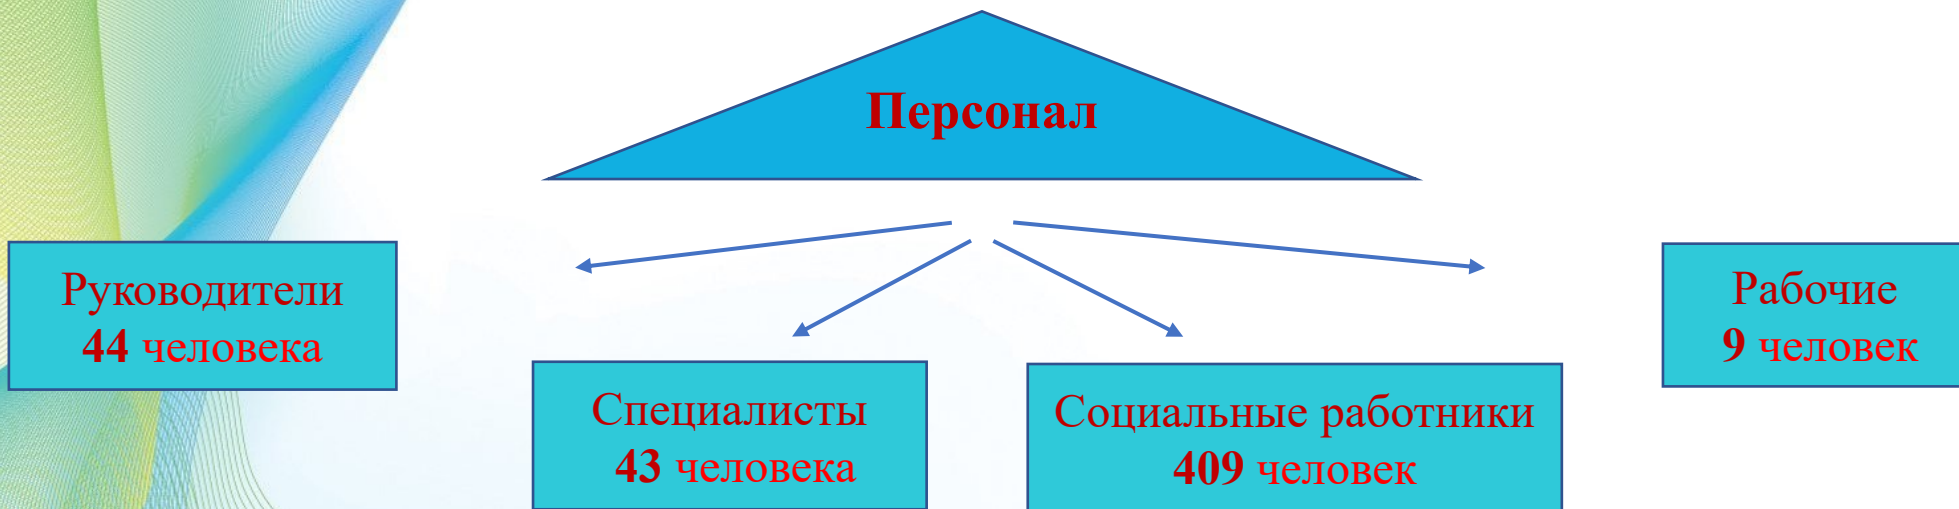 Персонал
Руководители
44 человека
Специалисты
43 человека
Социальные работники
409 человек
Рабочие
9 человек